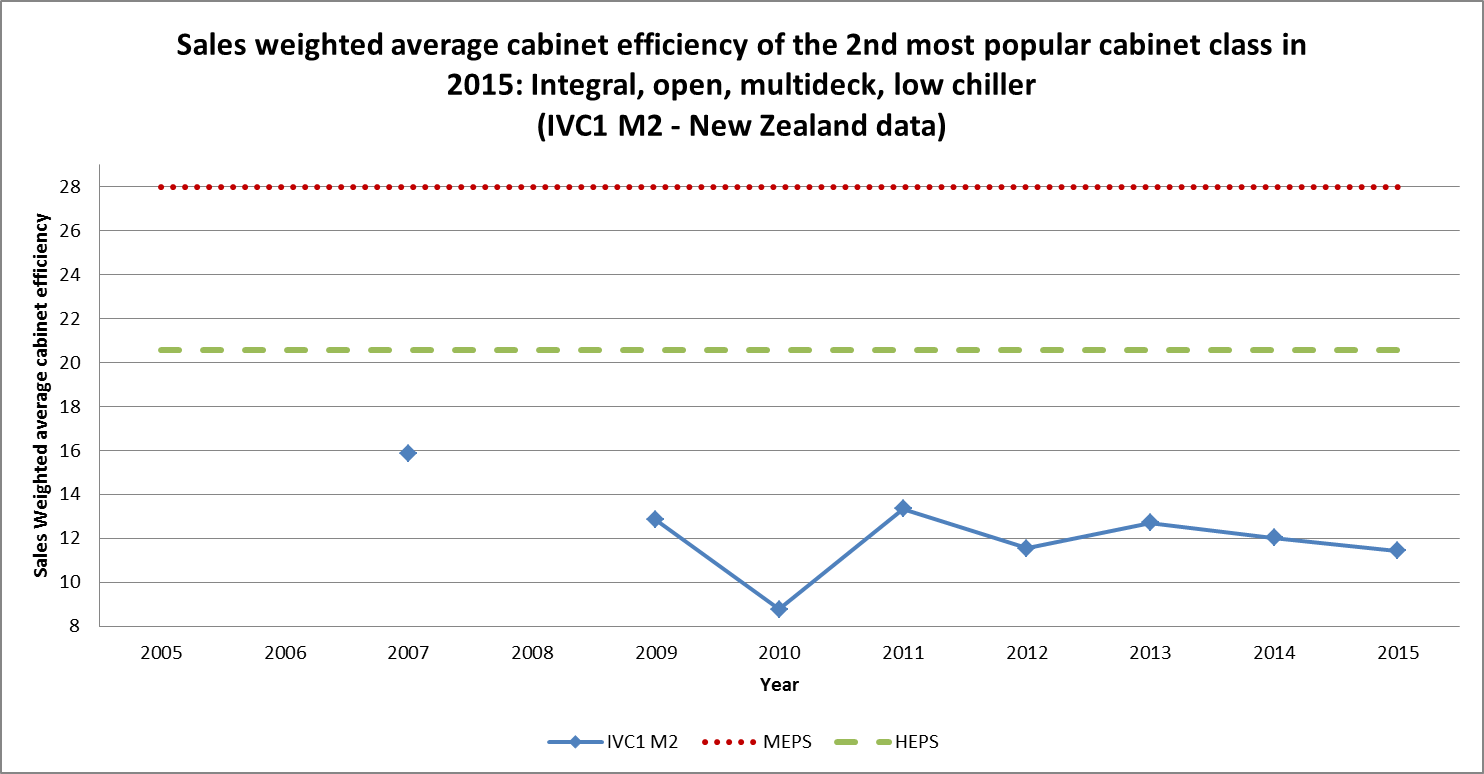 Sales weighted average cabinet efficiency of the 2nd most popular cabinet class in
2015: Integral, open, multideck, low chiller
(IVC1 M2 - New Zealand data)
Sales Weighted average cabinet efficiency
28
26
24
22
20
18
16
14
12
10
8
2005 2006 2007 2008 2009 2010 2011 2012 2013 2014 2015
Year
IVC1 M2 MEPS HEPS